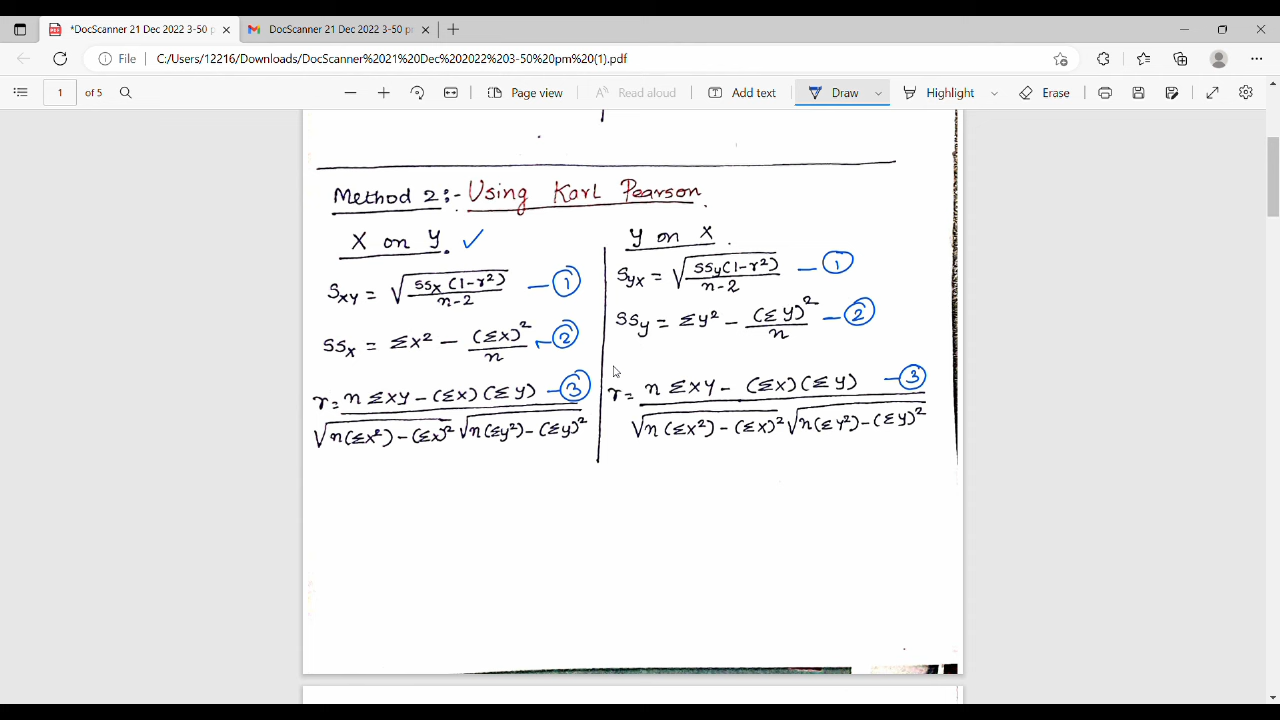 *DocScanner 21 Dec 2022 3-50 p
DocScanner 21 Dec 2022 3-50 pm
File
C:/Users/12216/Downloads/DocScanner%2021%20Dec%202022%203-50%20pm%20(1).pdf
1 of 5
Page view
Read aloud
Add text
Draw
Highlight
Erase
Method 2:- Using Karl Pearson.
X on Y. ✓
Sxy = √(SSx (1-r²) / n-2) — ①
SSx = Σx² - (Σx)² / n — ②
r = n Σxy - (Σx)(Σy) — ③
√n(Σx²) - (Σx)² √n(Σy²) - (Σy)²
Y on X.
Syx = √(SSy(1-r²) / n-2) — ①
SSy = Σy² - (Σy)² / n — ②
r = n Σxy - (Σx)(Σy) — ③
√n(Σx²) - (Σx)² √n(Σy²) - (Σy)²